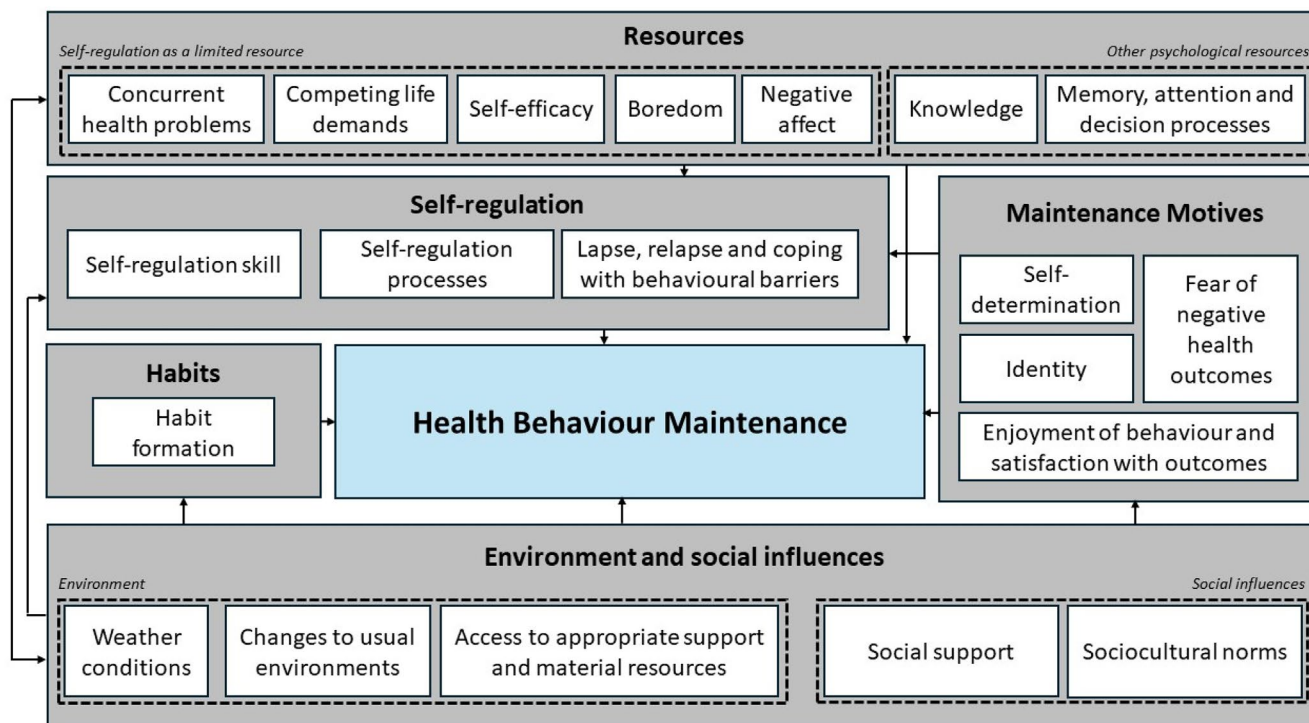 Resources
Self-regulation as a limited resource
Other psychological resources
Concurrent
health problems
Competing life
demands
Self-efficacy
Boredom
Negative
affect
Knowledge
Memory, attention and
decision processes
Self-regulation
Self-regulation skill
Self-regulation
processes
Lapse, relapse and coping
with behavioural barriers
Maintenance Motives
Self-
determination
Fear of
negative
health
outcomes
Identity
Enjoyment of behaviour and
satisfaction with outcomes
Habits
Habit
formation
Health Behaviour Maintenance
Environment and social influences
Environment
Social influences
Weather
conditions
Changes to usual
environments
Access to appropriate support
and material resources
Social support
Sociocultural norms